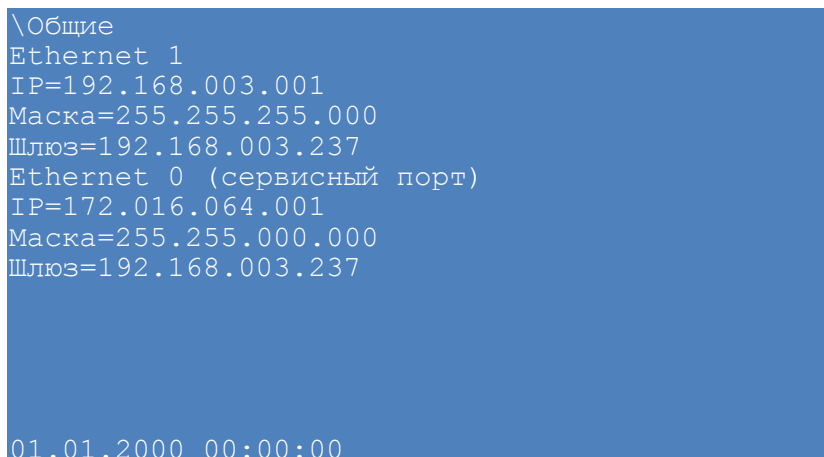 \Общие
Ethernet 1
IP=192.168.003.001
Маска=255.255.255.000
Шлюз=192.168.003.237
Ethernet 0 (сервисный порт)
IP=172.016.064.001
Маска=255.255.000.000
Шлюз=192.168.003.237
01.01.2000 00:00:00